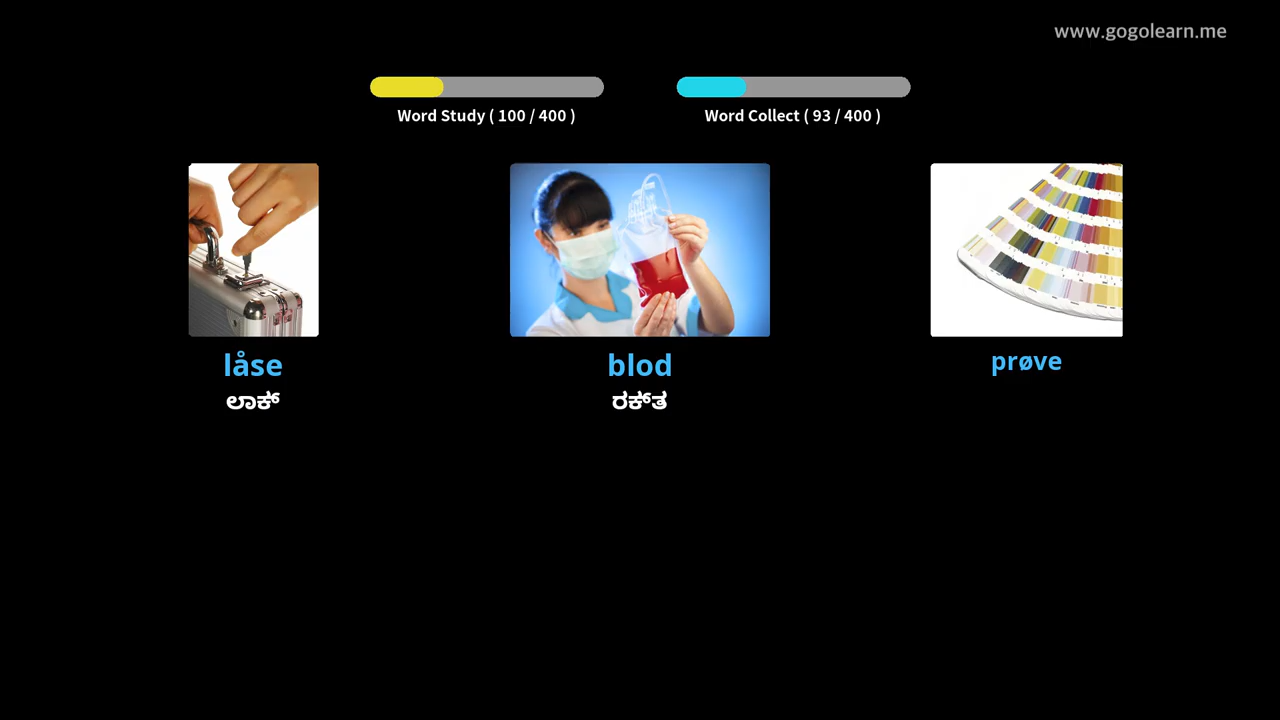 www.gogolearn.me
Word Study ( 100 / 400 )
Word Collect ( 93 / 400 )
låse
blod
prøve
ಲಾಕ್
ರಕ್ತ